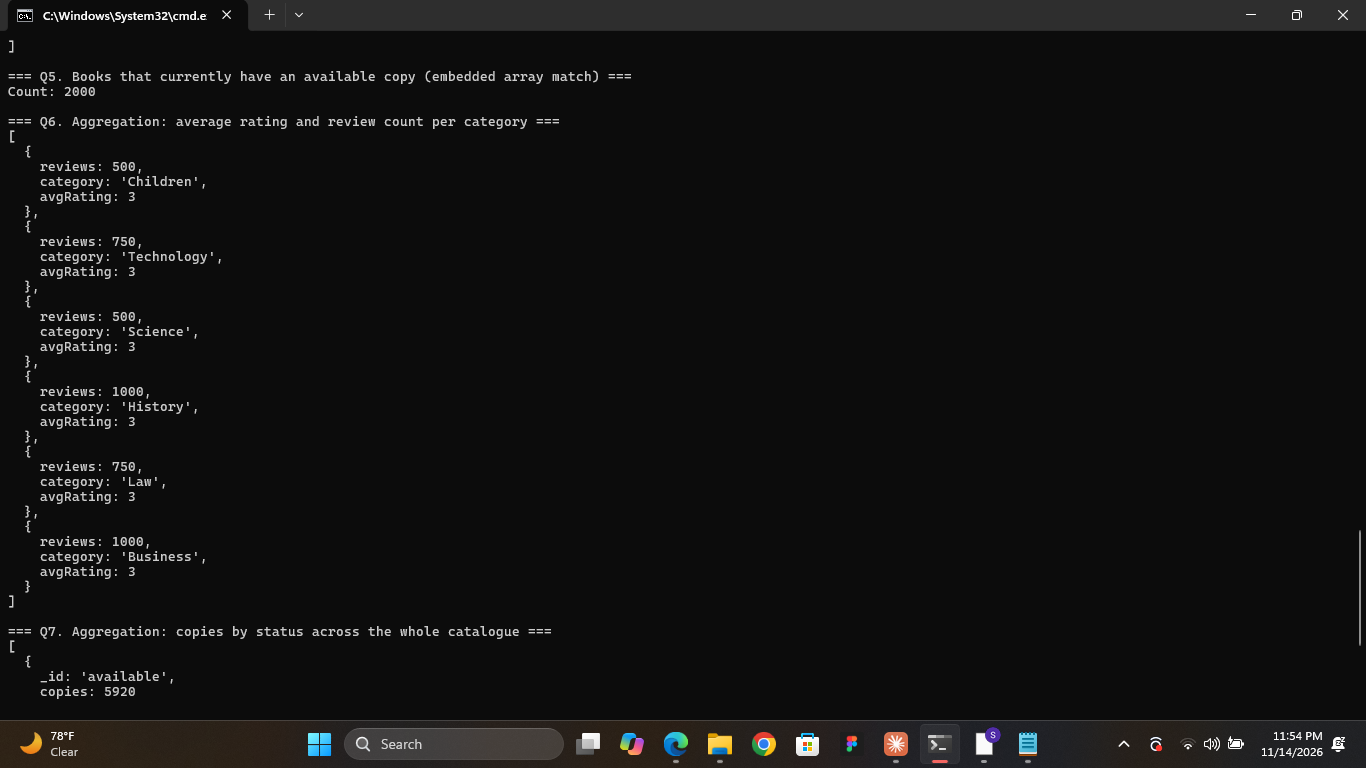 C:\Windows\System32\cmd.e
]
=== Q5. Books that currently have an available copy (embedded array match) ===
Count: 2000
=== Q6. Aggregation: average rating and review count per category ===
[
  {
    reviews: 500,
    category: 'Children',
    avgRating: 3
  },
  {
    reviews: 750,
    category: 'Technology',
    avgRating: 3
  },
  {
    reviews: 500,
    category: 'Science',
    avgRating: 3
  },
  {
    reviews: 1000,
    category: 'History',
    avgRating: 3
  },
  {
    reviews: 750,
    category: 'Law',
    avgRating: 3
  },
  {
    reviews: 1000,
    category: 'Business',
    avgRating: 3
  }
]
=== Q7. Aggregation: copies by status across the whole catalogue ===
[
  {
    _id: 'available',
    copies: 5920
78°F
Clear
Search
S
11:54 PM
11/14/2026